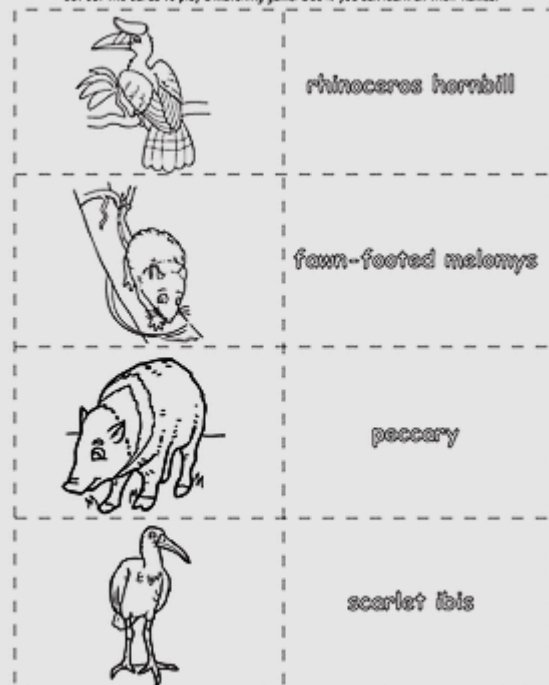 rhinoceros hornbill
fawn-footed melomys
peccary
scarlet ibis